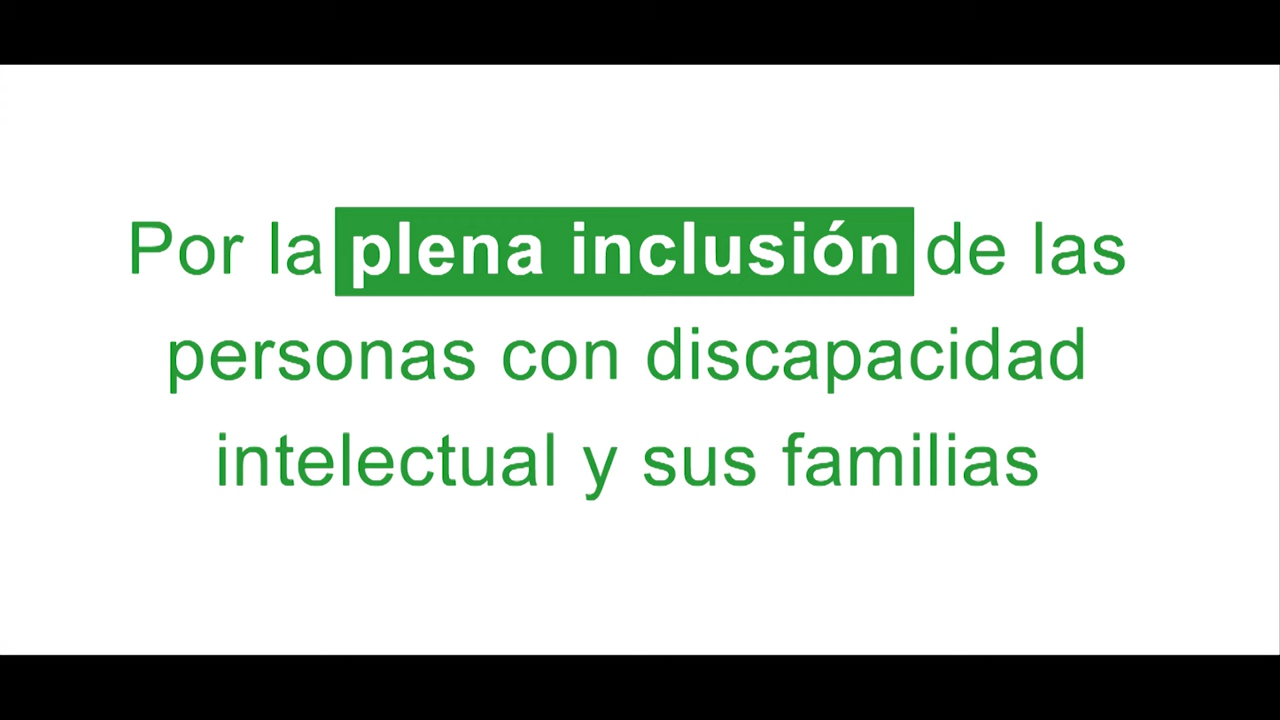 Por la plena inclusión de las
personas con discapacidad
intelectual y sus familias